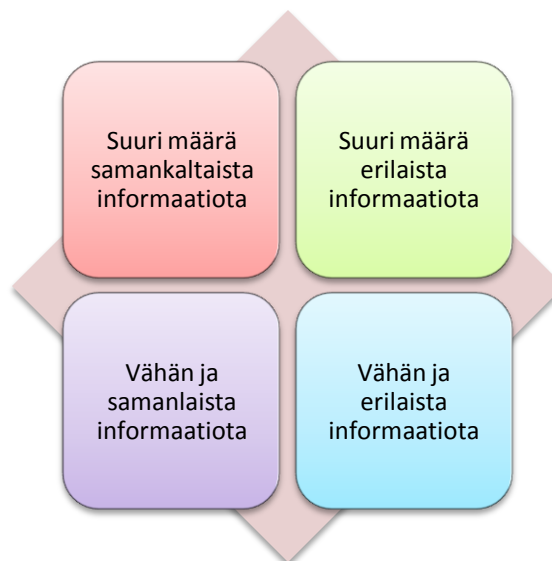 Suuri määrä
samankaltaista
informaatiota
Suuri määrä
erilaista
informaatiota
Vähän ja
samanlaista
informaatiota
Vähän ja
erilaista
informaatiota